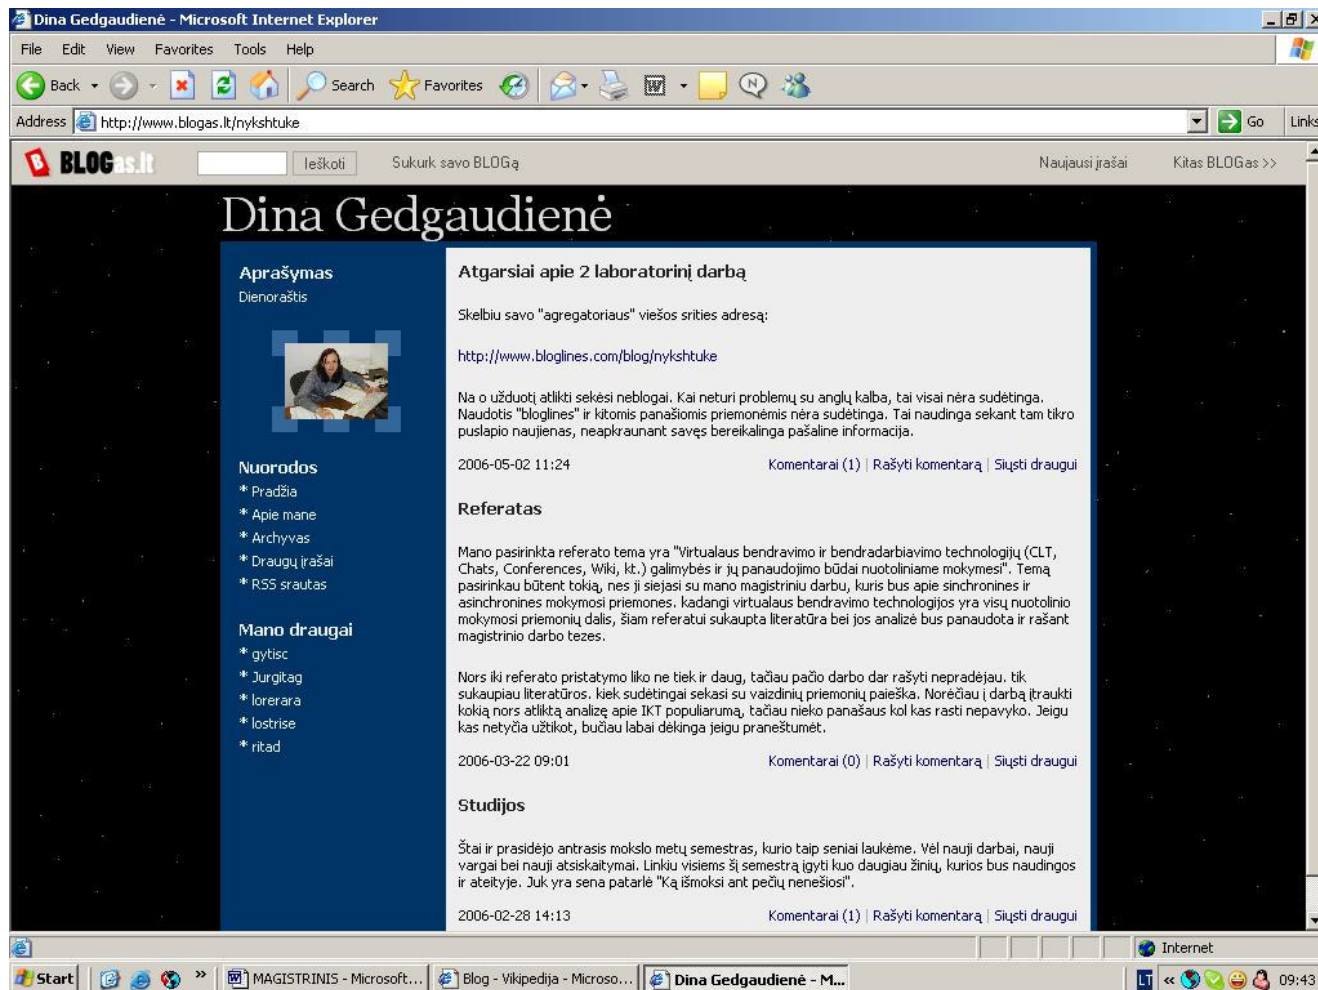 Dina Gedgaudienė - Microsoft Internet Explorer
File Edit View Favorites Tools Help
Back Search Favorites
Address http://www.blogas.lt/nykshtuke Go Links
BLOGas.lt Ieškoti Sukurk savo BLOGą Naujausi įrašai Kitas BLOGas >>
Dina Gedgaudienė
Aprašymas
Dienoraštis
Nuorodos
* Pradžia
* Apie mane
* Archyvas
* Draugų įrašai
* RSS srautas
Mano draugai
* gytisc
* Jurgitag
* lorerara
* lostrise
* ritad
Atgarsiai apie 2 laboratorinį darbą
Skelbiu savo "agregatoriaus" viešos srities adresą:
http://www.bloglines.com/blog/nykshtuke
Na o užduotį atlikti sekėsi neblogai. Kai neturi problemų su anglų kalba, tai visai nėra sudėtinga.
Naudotis "bloglines" ir kitomis panašiomis priemonėmis nėra sudėtinga. Tai naudinga sekant tam tikro
puslapio naujienas, neapkraunant savęs bereikalinga pašaline informacija.
2006-05-02 11:24 Komentarai (1) | Rašyti komentarą | Siųsti draugui
Referatas
Mano pasirinkta referato tema yra "Virtualaus bendravimo ir bendradarbiavimo technologijų (CLT,
Chats, Conferences, Wiki, kt.) galimybės ir jų panaudojimo būdai nuotoliniame mokymesi". Temą
pasirinkau būtent tokią, nes ji siejasi su mano magistriniu darbu, kuris bus apie sinchronines ir
asinchronines mokymosi priemones. kadangi virtualaus bendravimo technologijos yra visų nuotolinio
mokymosi priemonių dalis, šiam referatui sukaupta literatūra bei jos analizė bus panaudota ir rašant
magistrinio darbo tezes.
Nors iki referato pristatymo liko ne tiek ir daug, tačiau pačio darbo dar rašyti nepradėjau. tik
sukaupiau literatūros. kiek sudėtingai sekasi su vaizdinių priemonių paieška. Norėčiau į darbą įtraukti
kokią nors atliktą analizę apie IKT populiarumą, tačiau nieko panašaus kol kas rasti nepavyko. Jeigu
kas netyčia užtikot, bučiau labai dėkinga jeigu praneštumėt.
2006-03-22 09:01 Komentarai (0) | Rašyti komentarą | Siųsti draugui
Studijos
Štai ir prasidėjo antrasis mokslo metų semestras, kurio taip seniai laukėme. Vėl nauji darbai, nauji
vargai bei nauji atsiskaitymai. Linkiu visiems šį semestrą įgyti kuo daugiau žinių, kurios bus naudingos
ir ateityje. Juk yra sena patarlė "Ką išmoksi ant pečių nenešiosi".
2006-02-28 14:13 Komentarai (1) | Rašyti komentarą | Siųsti draugui
Internet
Start » MAGISTRINIS - Microsoft... Blog - Vikipedija - Microso... Dina Gedgaudienė - M... LT « 09:43